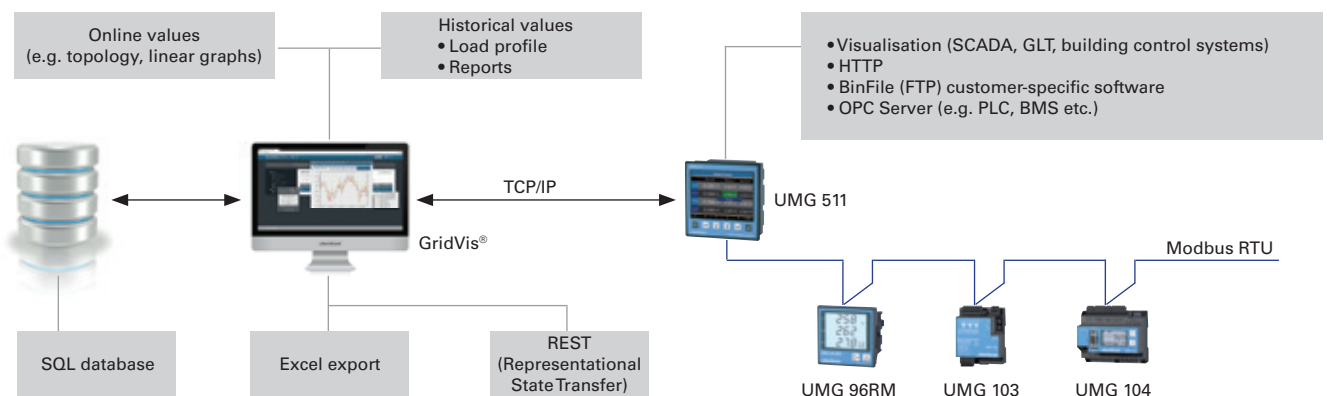 Online values
(e.g. topology, linear graphs)
Historical values
• Load profile
• Reports
• Visualisation (SCADA, GLT, building control systems)
• HTTP
• BinFile (FTP) customer-specific software
• OPC Server (e.g. PLC, BMS etc.)
TCP/IP
UMG 511
GridVis®
Modbus RTU
SQL database
Excel export
REST
(Representational
State Transfer)
UMG 96RM
UMG 103
UMG 104